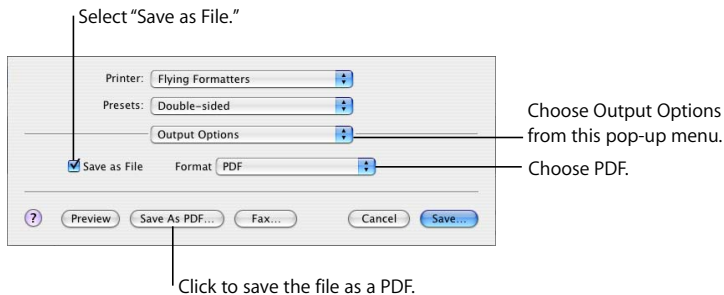 Select “Save as File.”
Printer: Flying Formatters
Presets: Double-sided
Output Options
Choose Output Options
from this pop-up menu.
Save as File Format PDF
Choose PDF.
? Preview Save As PDF... Fax... Cancel Save...
Click to save the file as a PDF.